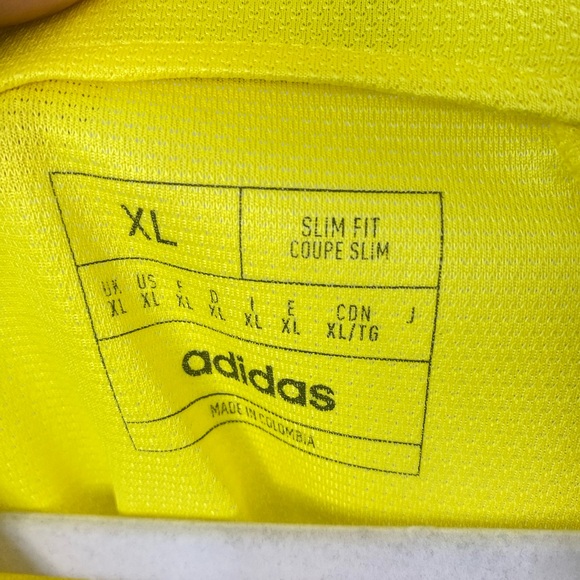 XL
SLIM FIT
COUPE SLIM
UK US F D I E CDN J
XL XL XL XL XL XL XL/TG
adidas
MADE IN COLOMBIA